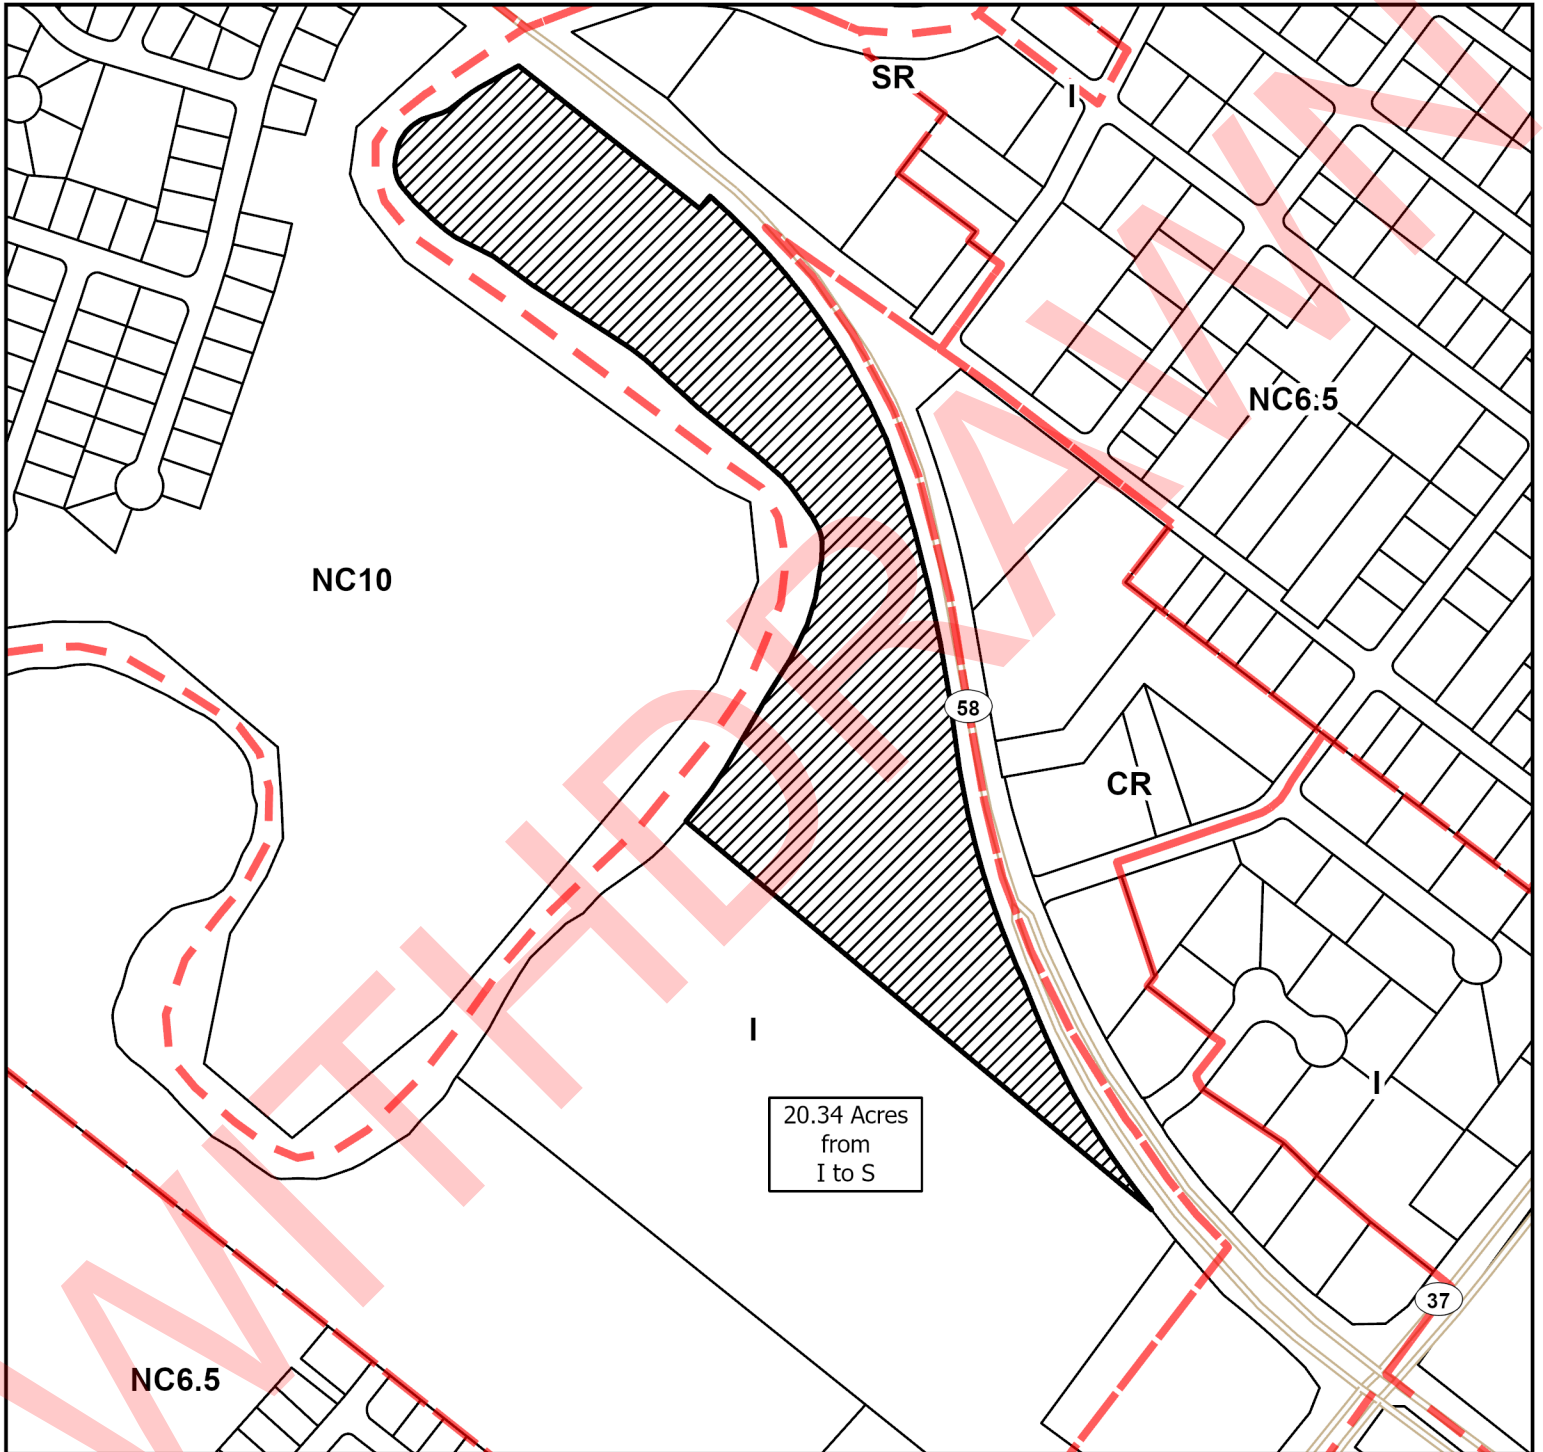 SR
I
NC6.5
NC10
58
CR
I
I
20.34 Acres
from
I to S
37
NC6.5
WITHDRAWN